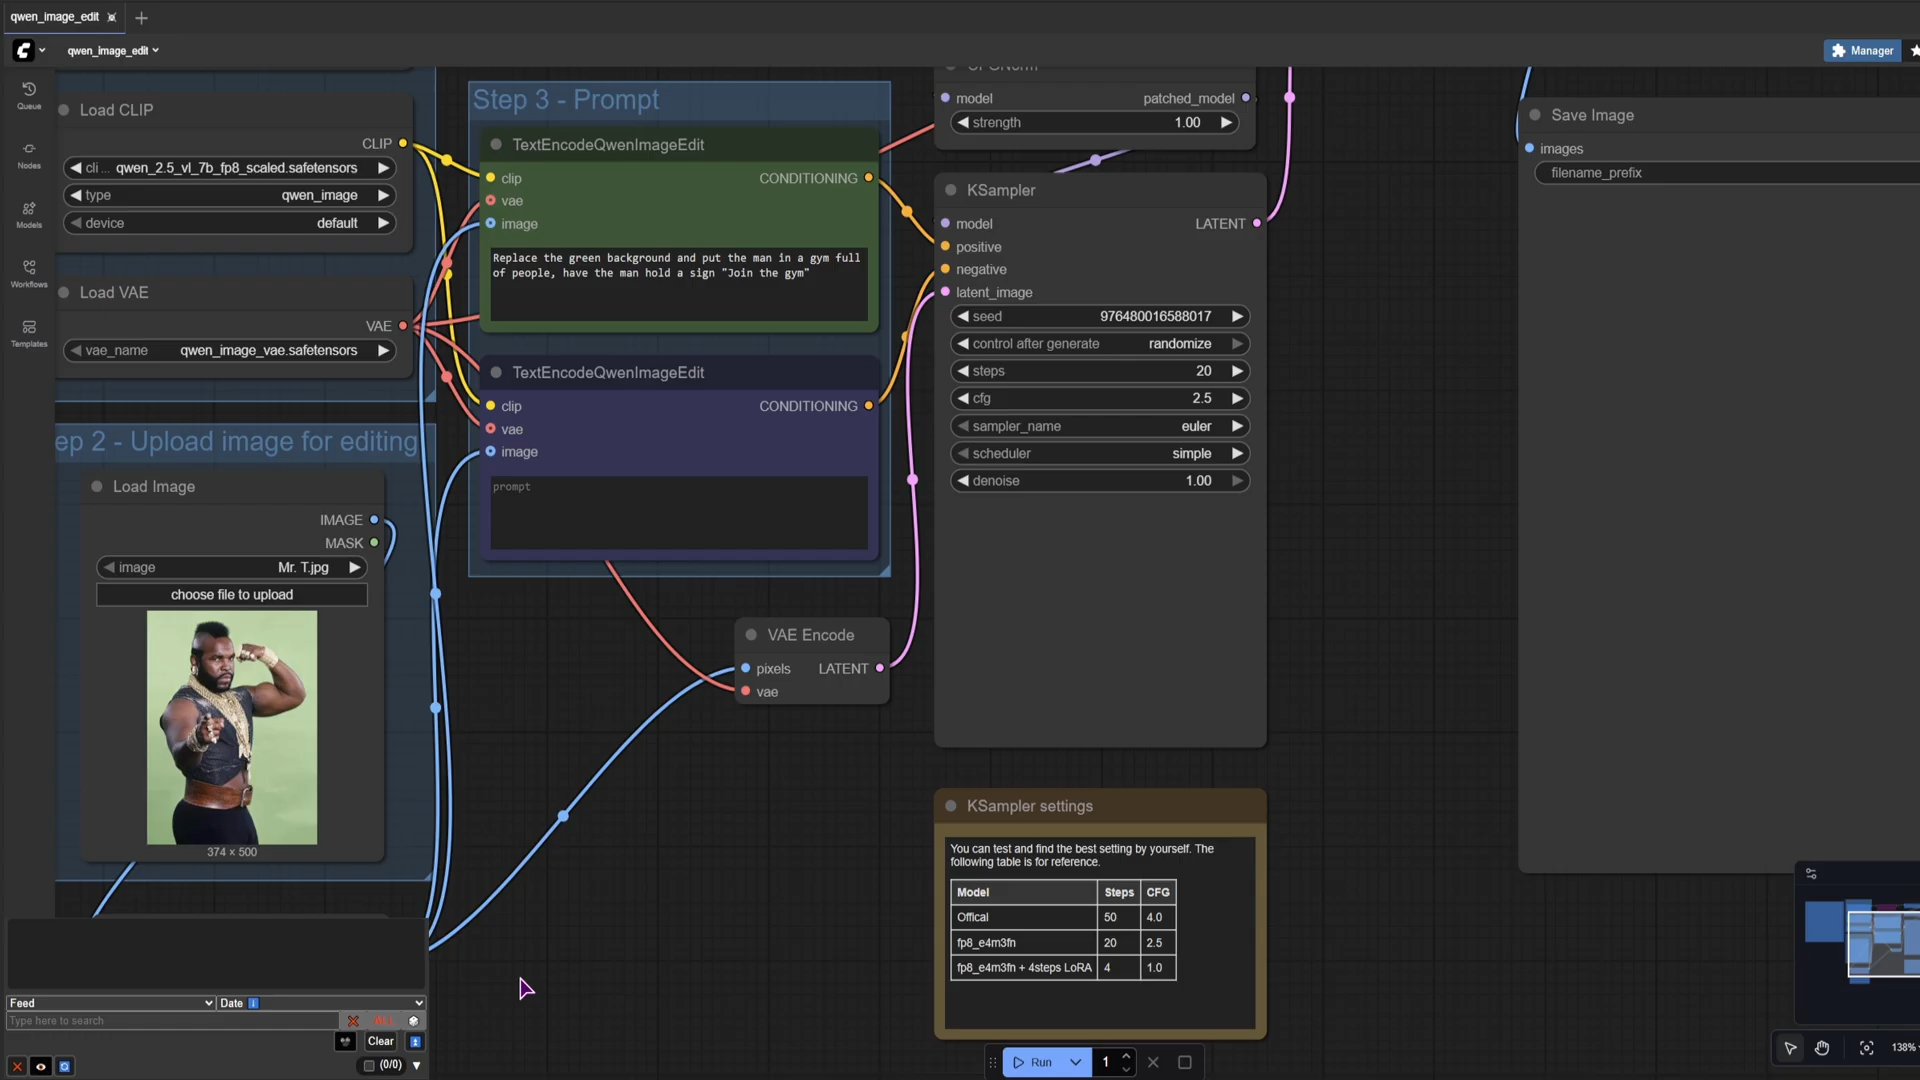 qwen_image_edit
qwen_image_edit
Manager
Queue
Nodes
Models
Workflows
Templates
Load CLIP
CLIP
cli ... qwen_2.5_vl_7b_fp8_scaled.safetensors
type qwen_image
device default
Load VAE
VAE
vae_name qwen_image_vae.safetensors
ep 2 - Upload image for editing
Load Image
IMAGE
MASK
image Mr. T.jpg
choose file to upload
374 × 500
Step 3 - Prompt
TextEncodeQwenImageEdit
clip CONDITIONING
vae
image
Replace the green background and put the man in a gym full
of people, have the man hold a sign "Join the gym"
TextEncodeQwenImageEdit
clip CONDITIONING
vae
image
prompt
VAE Encode
pixels LATENT
vae
model patched_model
strength 1.00
KSampler
model LATENT
positive
negative
latent_image
seed 976480016588017
control after generate randomize
steps 20
cfg 2.5
sampler_name euler
scheduler simple
denoise 1.00
KSampler settings
You can test and find the best setting by yourself. The
following table is for reference.
Model Steps CFG
Offical 50 4.0
fp8_e4m3fn 20 2.5
fp8_e4m3fn + 4steps LoRA 4 1.0
Save Image
images
filename_prefix
Feed Date
Type here to search ALL
Clear
(0/0)
Run 1
138%